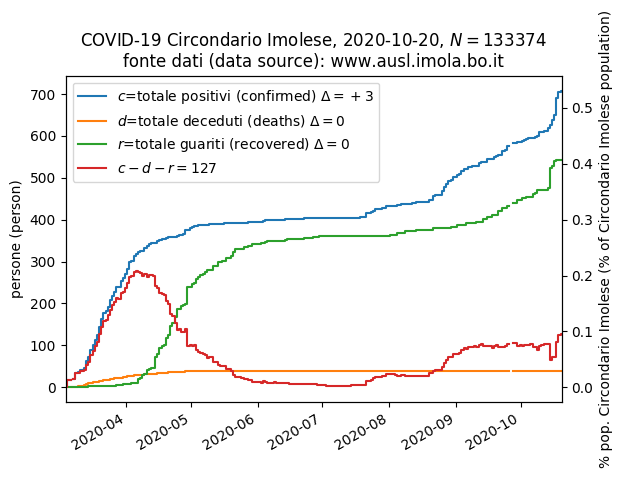 COVID-19 Circondario Imolese, 2020-10-20, N = 133374
fonte dati (data source): www.ausl.imola.bo.it
c=totale positivi (confirmed) Δ = +3
d=totale deceduti (deaths) Δ = 0
r=totale guariti (recovered) Δ = 0
c − d − r = 127
persone (person)
700
600
500
400
300
200
100
0
0.5
0.4
0.3
0.2
0.1
0.0
% pop. Circondario Imolese (% of Circondario Imolese population)
2020-04
2020-05
2020-06
2020-07
2020-08
2020-09
2020-10